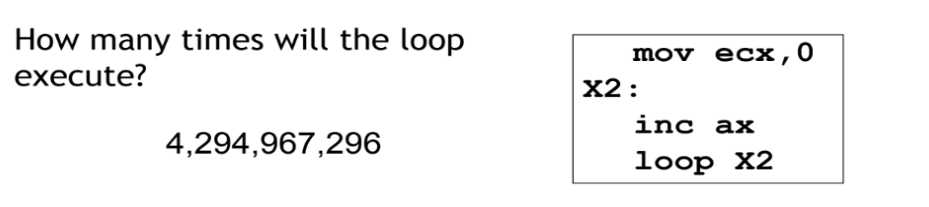 How many times will the loop
execute?
4,294,967,296
mov ecx,0
X2:
inc ax
loop X2